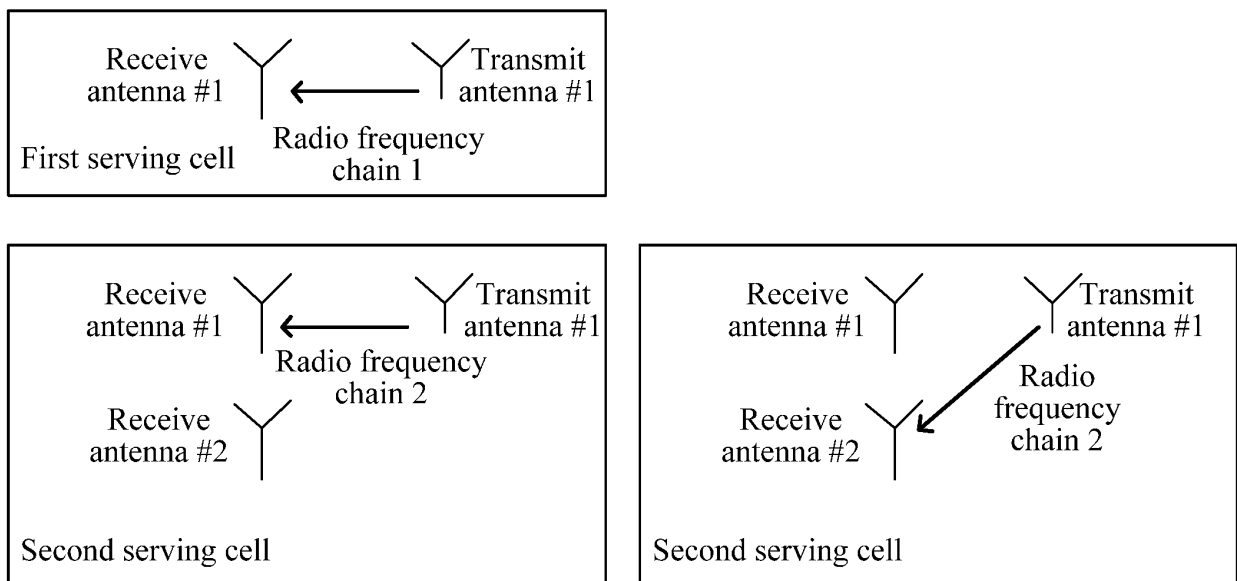 Receive
antenna #1
Transmit
antenna #1
Radio frequency
chain 1
First serving cell
Receive
antenna #1
Transmit
antenna #1
Radio frequency
chain 2
Receive
antenna #2
Second serving cell
Receive
antenna #1
Transmit
antenna #1
Radio
frequency
chain 2
Receive
antenna #2
Second serving cell